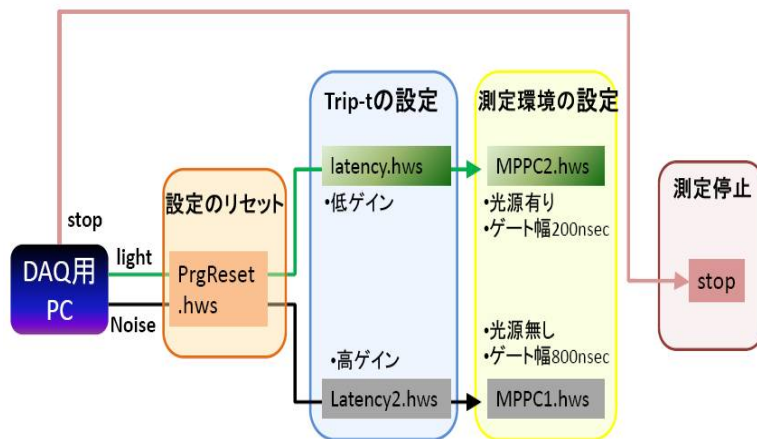 Trip-tの設定
測定環境の設定
latency.hws
MPPC2.hws
•低ゲイン
•光源有り
•ゲート幅200nsec
設定のリセット
測定停止
stop
light
DAQ用
PC
PrgReset
.hws
Noise
stop
•高ゲイン
•光源無し
•ゲート幅800nsec
Latency2.hws
MPPC1.hws